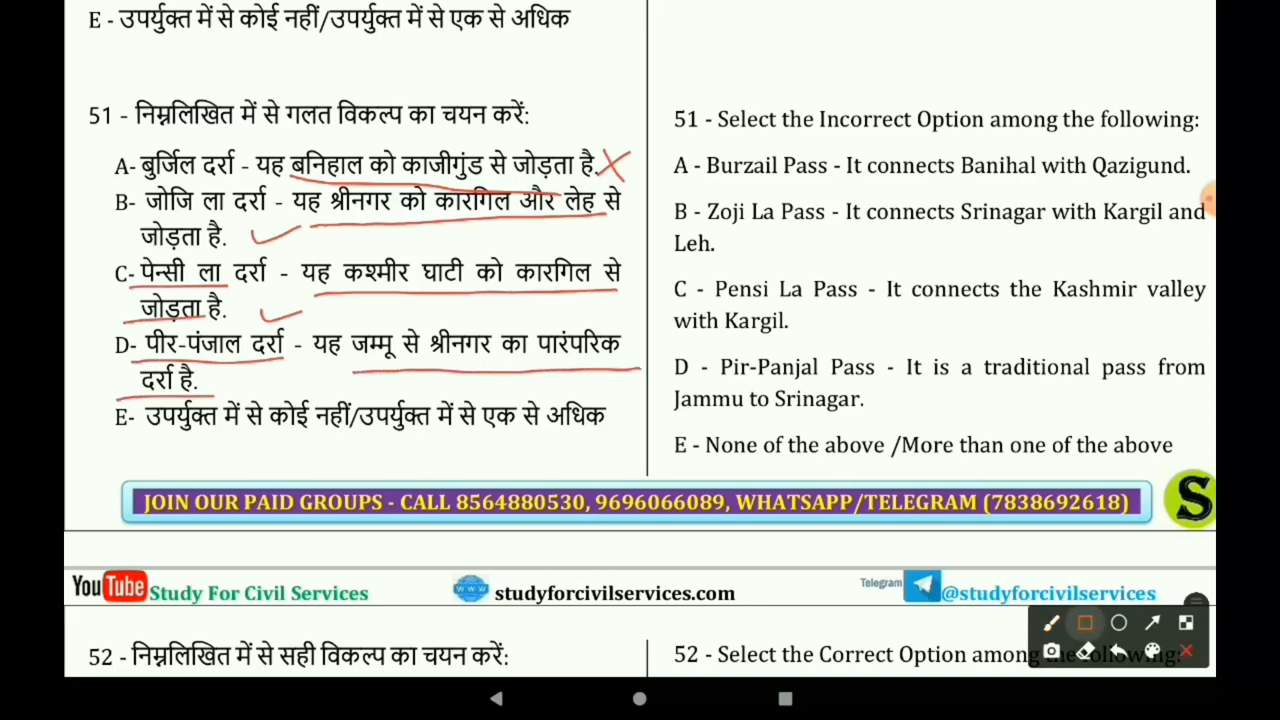 E - उपर्युक्त में से कोई नहीं/उपर्युक्त में से एक से अधिक
51 - निम्नलिखित में से गलत विकल्प का चयन करें:
A- बुर्जिल दर्रा - यह बनिहाल को काजीगुंड से जोड़ता है.
B- जोजि ला दर्रा - यह श्रीनगर को कारगिल और लेह से
जोड़ता है.
C- पेन्सी ला दर्रा - यह कश्मीर घाटी को कारगिल से
जोड़ता है.
D- पीर-पंजाल दर्रा - यह जम्मू से श्रीनगर का पारंपरिक
दर्रा है.
E- उपर्युक्त में से कोई नहीं/उपर्युक्त में से एक से अधिक
51 - Select the Incorrect Option among the following:
A - Burzail Pass - It connects Banihal with Qazigund.
B - Zoji La Pass - It connects Srinagar with Kargil and
Leh.
C - Pensi La Pass - It connects the Kashmir valley
with Kargil.
D - Pir-Panjal Pass - It is a traditional pass from
Jammu to Srinagar.
E - None of the above /More than one of the above
JOIN OUR PAID GROUPS - CALL 8564880530, 9696066089, WHATSAPP/TELEGRAM (7838692618)
S
YouTube Study For Civil Services
www studyforcivilservices.com
Telegram @studyforcivilservices
52 - निम्नलिखित में से सही विकल्प का चयन करें:
52 - Select the Correct Option among the following: